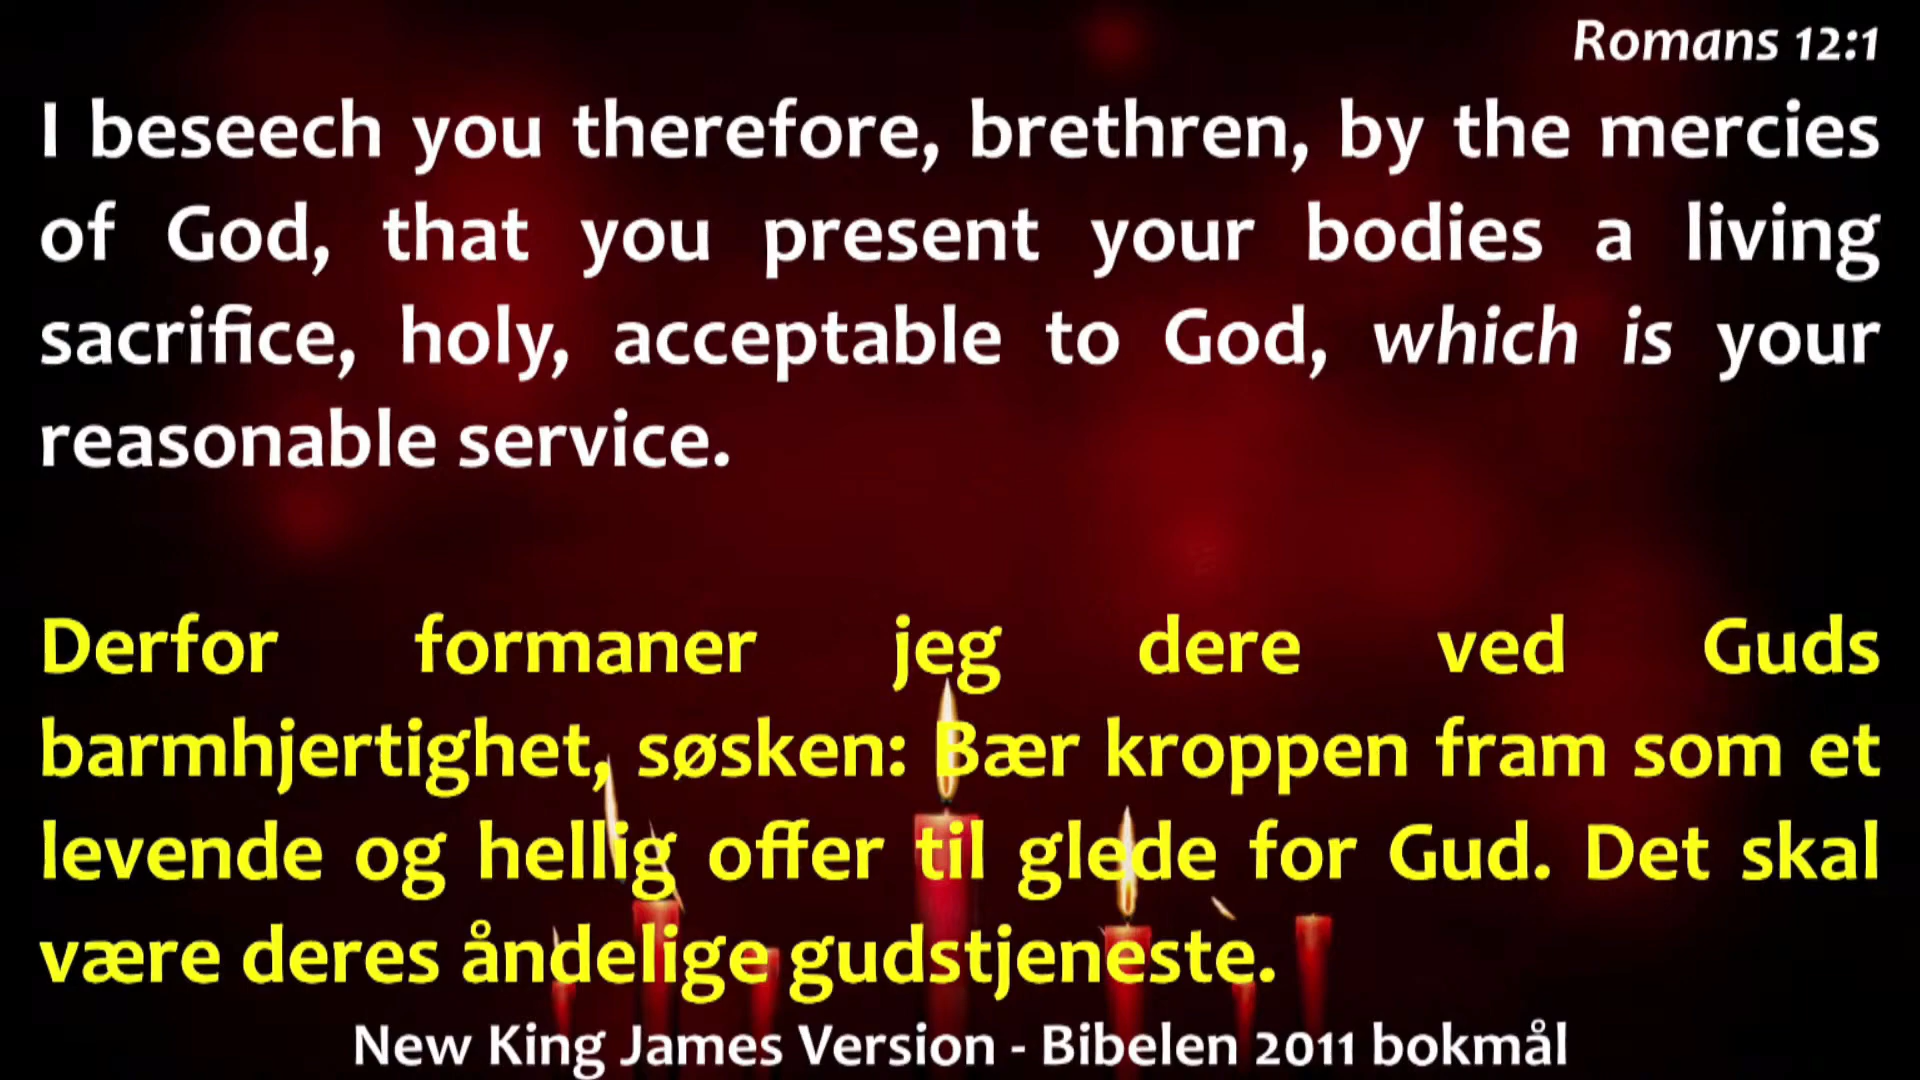 Romans 12:1
I beseech you therefore, brethren, by the mercies
of God, that you present your bodies a living
sacrifice, holy, acceptable to God, which is your
reasonable service.
Derfor formaner jeg dere ved Guds
barmhjertighet, søsken: Bær kroppen fram som et
levende og hellig offer til glede for Gud. Det skal
være deres åndelige gudstjeneste.
New King James Version - Bibelen 2011 bokmål